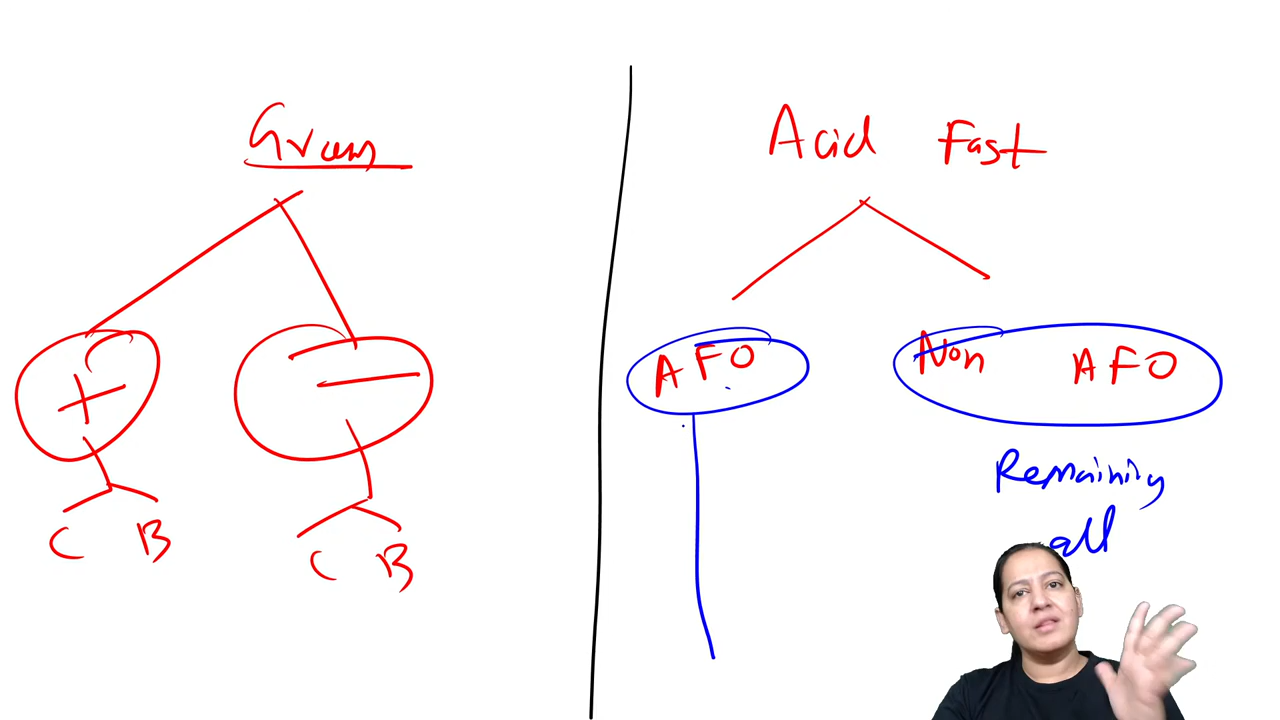 Gram
+
—
C B
C B
Acid Fast
AFO
Non AFO
Remaining
all